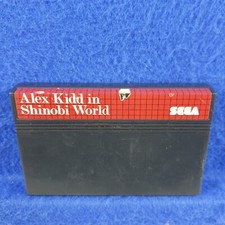 Alex Kidd in
Shinobi World
SEGA